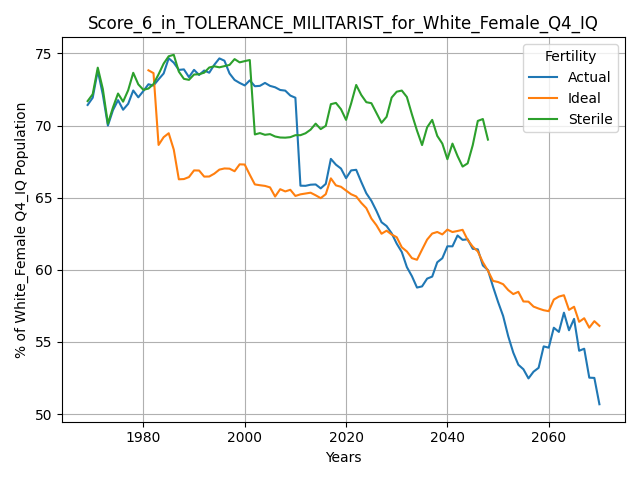 Score_6_in_TOLERANCE_MILITARIST_for_White_Female_Q4_IQ
% of White_Female Q4_IQ Population
75
70
65
60
55
50
Fertility
Actual
Ideal
Sterile
1980
2000
2020
2040
2060
Years